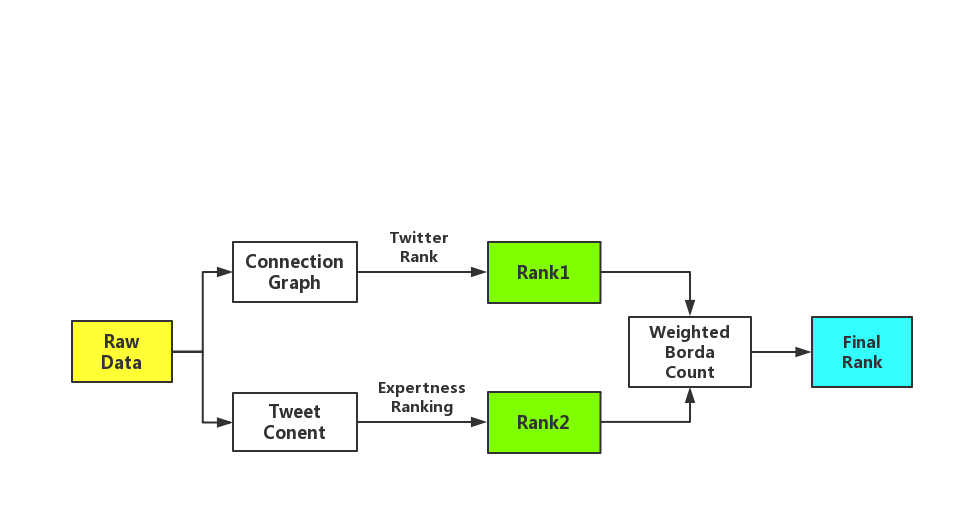 Twitter
Rank
Connection
Graph
Rank1
Raw
Data
Weighted
Borda
Count
Final
Rank
Expertness
Ranking
Tweet
Conent
Rank2